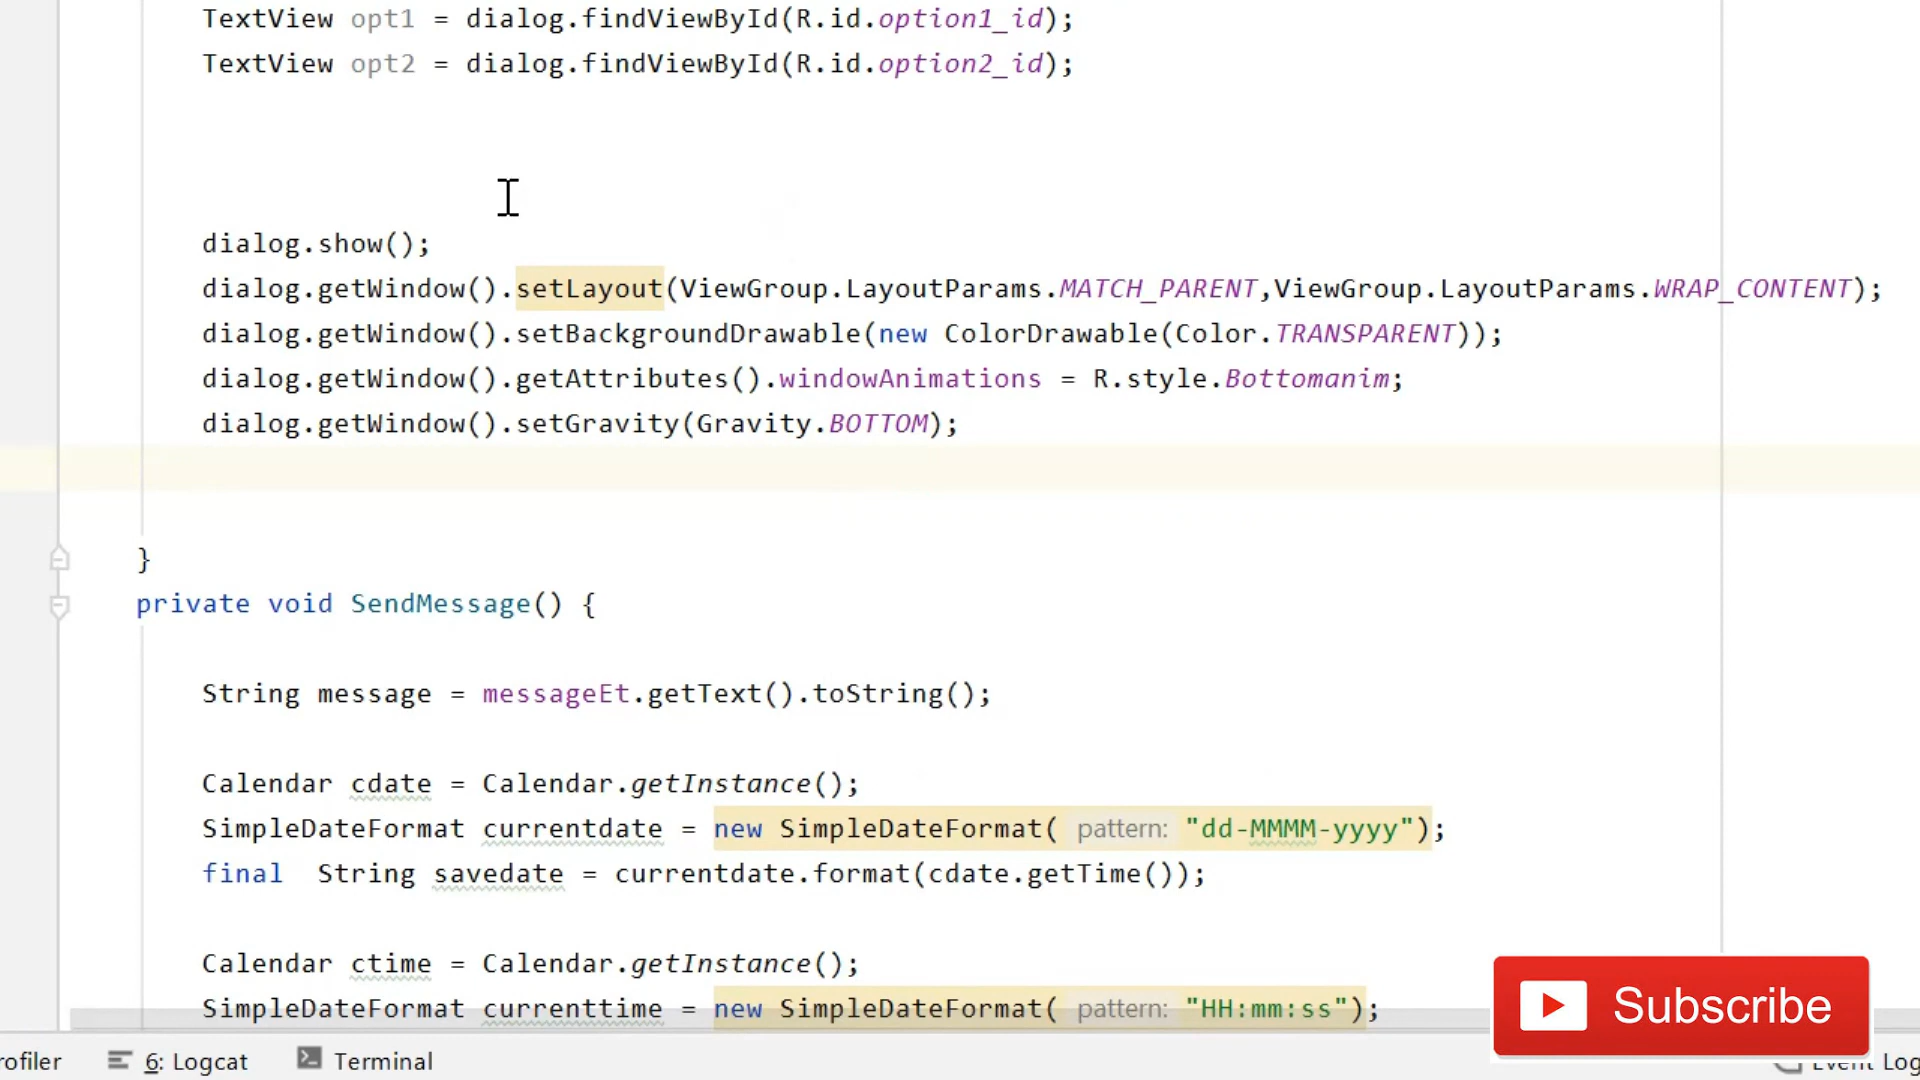 TextView opt1 = dialog.findViewById(R.id.option1_id);
TextView opt2 = dialog.findViewById(R.id.option2_id);
dialog.show();
dialog.getWindow().setLayout(ViewGroup.LayoutParams.MATCH_PARENT,ViewGroup.LayoutParams.WRAP_CONTENT);
dialog.getWindow().setBackgroundDrawable(new ColorDrawable(Color.TRANSPARENT));
dialog.getWindow().getAttributes().windowAnimations = R.style.Bottomanim;
dialog.getWindow().setGravity(Gravity.BOTTOM);
}
private void SendMessage() {
String message = messageEt.getText().toString();
Calendar cdate = Calendar.getInstance();
SimpleDateFormat currentdate = new SimpleDateFormat( pattern: "dd-MMMM-yyyy");
final String savedate = currentdate.format(cdate.getTime());
Calendar ctime = Calendar.getInstance();
SimpleDateFormat currenttime = new SimpleDateFormat( pattern: "HH:mm:ss");
Subscribe
rofiler 6: Logcat Terminal Event Log